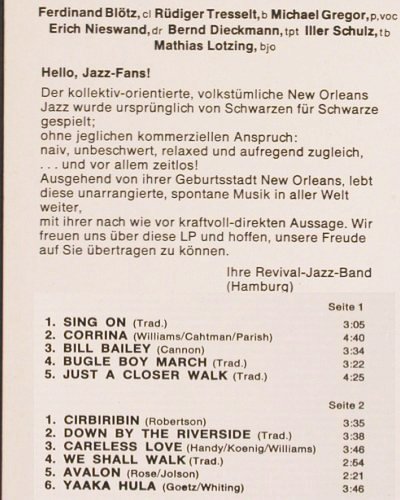 Ferdinand Blötz, cl Rüdiger Tresselt, b Michael Gregor, p, voc
Erich Nieswand, dr Bernd Dieckmann, tpt Iller Schulz, tb
Mathias Lotzing, bjo
Hello, Jazz-Fans!
Der kollektiv-orientierte, volkstümliche New Orleans
Jazz wurde ursprünglich von Schwarzen für Schwarze
gespielt;
ohne jeglichen kommerziellen Anspruch:
naiv, unbeschwert, relaxed und aufregend zugleich,
. . . und vor allem zeitlos!
Ausgehend von ihrer Geburtsstadt New Orleans, lebt
diese unarrangierte, spontane Musik in aller Welt
weiter,
mit ihrer nach wie vor kraftvoll-direkten Aussage. Wir
freuen uns über diese LP und hoffen, unsere Freude
auf Sie übertragen zu können.
Ihre Revival-Jazz-Band
(Hamburg)
Seite 1
1. SING ON (Trad.) 3:05
2. CORRINA (Williams/Cahtman/Parish) 4:40
3. BILL BAILEY (Cannon) 3:34
4. BUGLE BOY MARCH (Trad.) 3:22
5. JUST A CLOSER WALK (Trad.) 4:25
Seite 2
1. CIRBIRIBIN (Robertson) 3:35
2. DOWN BY THE RIVERSIDE (Trad.) 3:38
3. CARELESS LOVE (Handy/Koenig/Williams) 3:46
4. WE SHALL WALK (Trad.) 2:54
5. AVALON (Rose/Jolson) 2:21
6. YAAKA HULA (Goetz/Whiting) 3:46